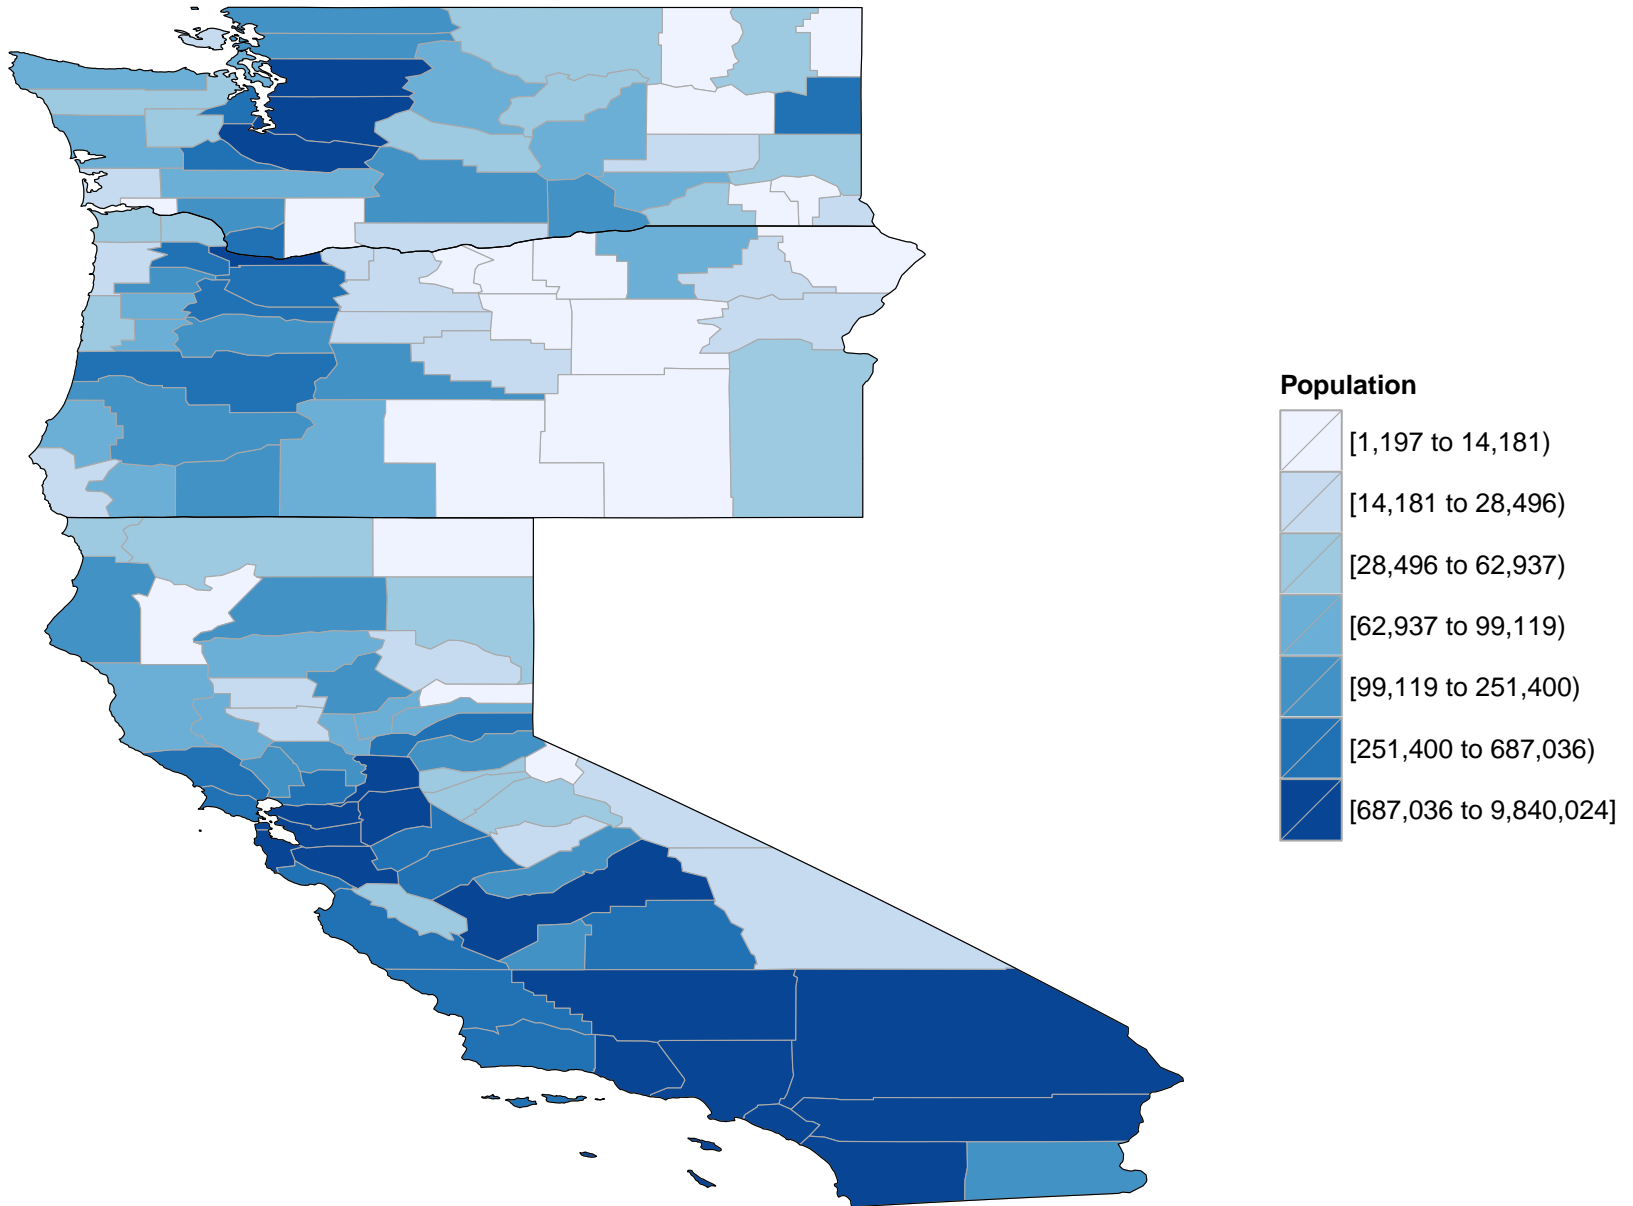 Population
[1,197 to 14,181)
[14,181 to 28,496)
[28,496 to 62,937)
[62,937 to 99,119)
[99,119 to 251,400)
[251,400 to 687,036)
[687,036 to 9,840,024]